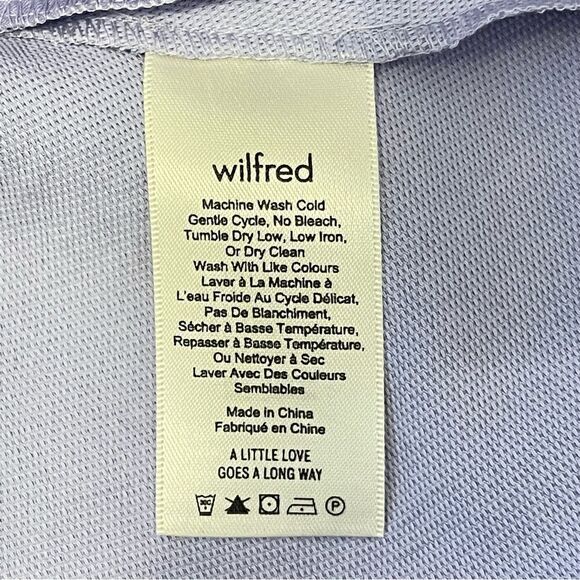 wilfred
Machine Wash Cold
Gentle Cycle, No Bleach,
Tumble Dry Low, Low Iron,
Or Dry Clean
Wash With Like Colours
Laver à La Machine à
L'eau Froide Au Cycle Délicat,
Pas De Blanchiment,
Sécher à Basse Température,
Repasser à Basse Température,
Ou Nettoyer à Sec
Laver Avec Des Couleurs
Semblables
Made in China
Fabriqué en Chine
A LITTLE LOVE
GOES A LONG WAY
30C P